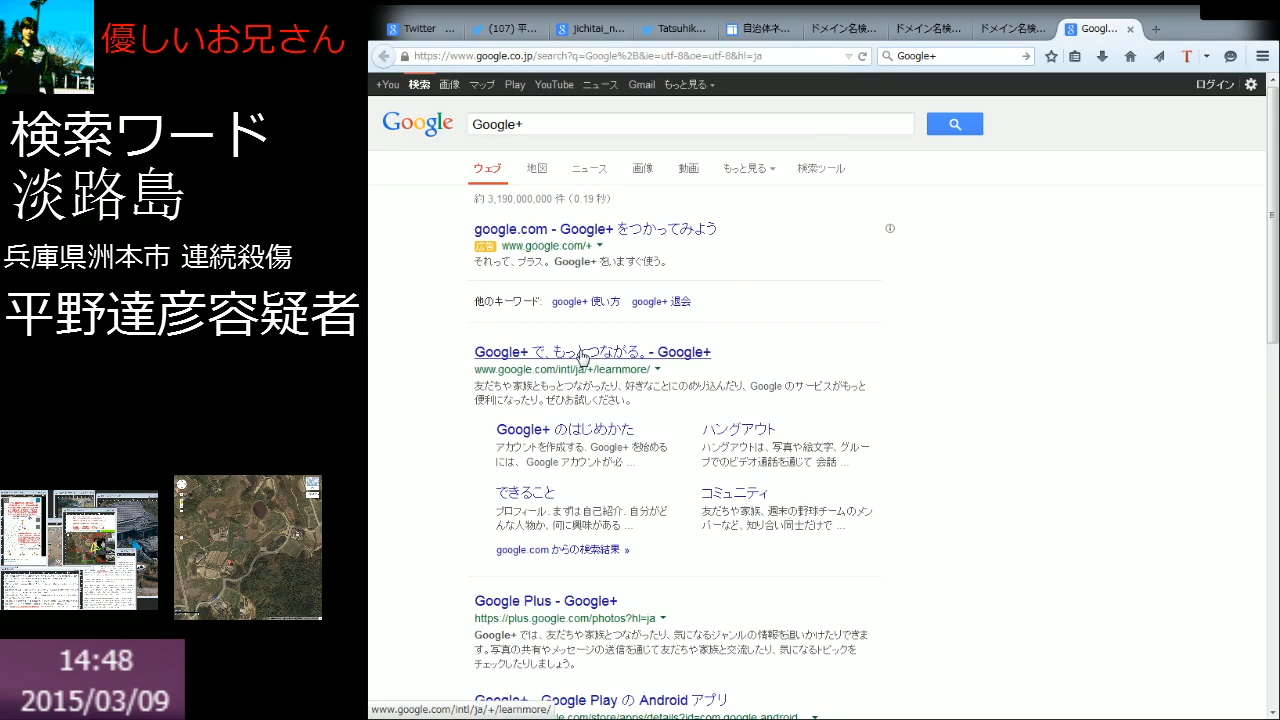 優しいお兄さん
検索ワード
淡路島
兵庫県洲本市 連続殺傷
平野達彦容疑者
14:48
2015/03/09
Twitter ...
(107) 平...
jichitai_n...
Tatsuhik...
自治体ネ...
ドメイン名検...
ドメイン名検...
ドメイン名検...
Googl...
https://www.google.co.jp/search?q=Google%2B&ie=utf-8&oe=utf-8&hl=ja
Google+
+You 検索 画像 マップ Play YouTube ニュース Gmail もっと見る
ログイン
Google
Google+
ウェブ 地図 ニュース 画像 動画 もっと見る 検索ツール
約 3,190,000,000 件 (0.19 秒)
google.com - Google+ をつかってみよう
広告 www.google.com/+
それって、プラス。 Google+ をいますぐ使う。
他のキーワード: google+ 使い方 google+ 退会
Google+ で、もっとつながる。 - Google+
www.google.com/intl/ja/+/learnmore/
友だちや家族ともっとつながったり、好きなことにのめり込んだり、Google のサービスがもっと
便利になったり。ぜひお試しください。
Google+ のはじめかた
アカウントを作成する. Google+ を始める
には、 Google アカウントが必 ...
ハングアウト
ハングアウトは、写真や絵文字、グルー
プでのビデオ通話を通じて 会話 ...
できること
プロフィール. まずは自己紹介. 自分がど
んな人か、何に興味がある ...
コミュニティ
友だちや家族、超常現象同好チームのメン
バーなど、知り合い同士だけで ...
google.com からの検索結果 »
Google Plus - Google+
https://plus.google.com/photos?hl=ja
Google+ では、友だちや家族とつながったり、気になるジャンルの情報を追いかけたりできま
す。写真の共有やメッセージの送信を通じて友だちや家族と交流したり、気になるトピックを
チェックしたりしましょう。
Google+ - Google Play の Android アプリ
le.com/store/apps/details?id=com.google.android...
www.google.com/intl/ja/+/learnmore/